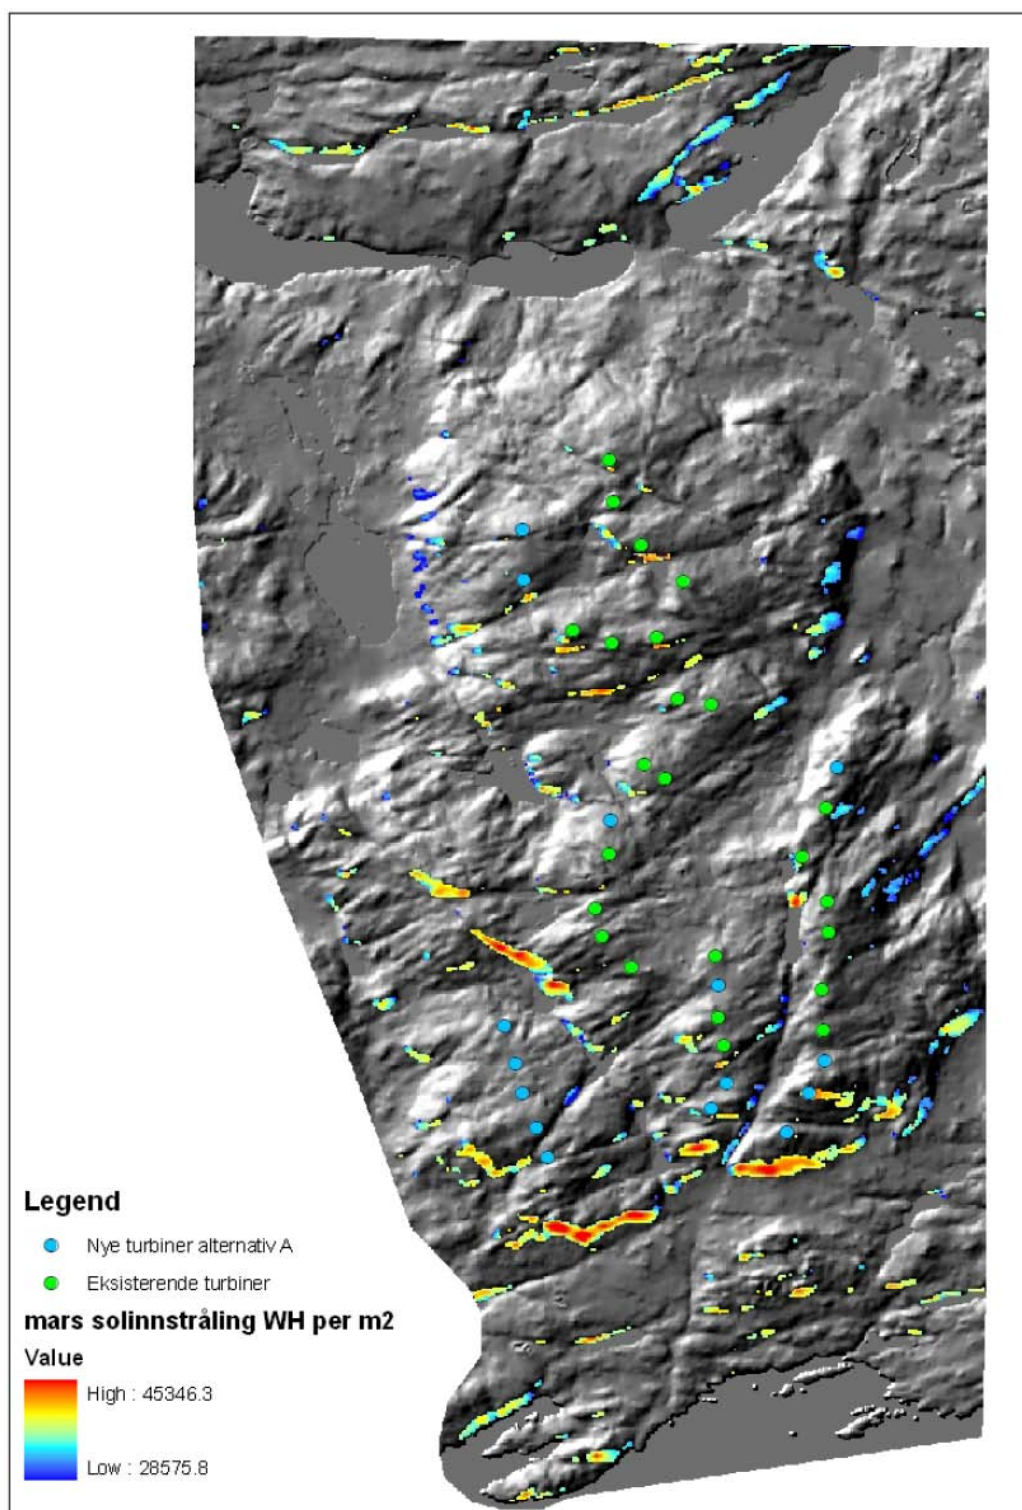 Legend
Nye turbiner alternativ A
Eksisterende turbiner
mars solinnstråling WH per m2
Value
High : 45346.3
Low : 28575.8